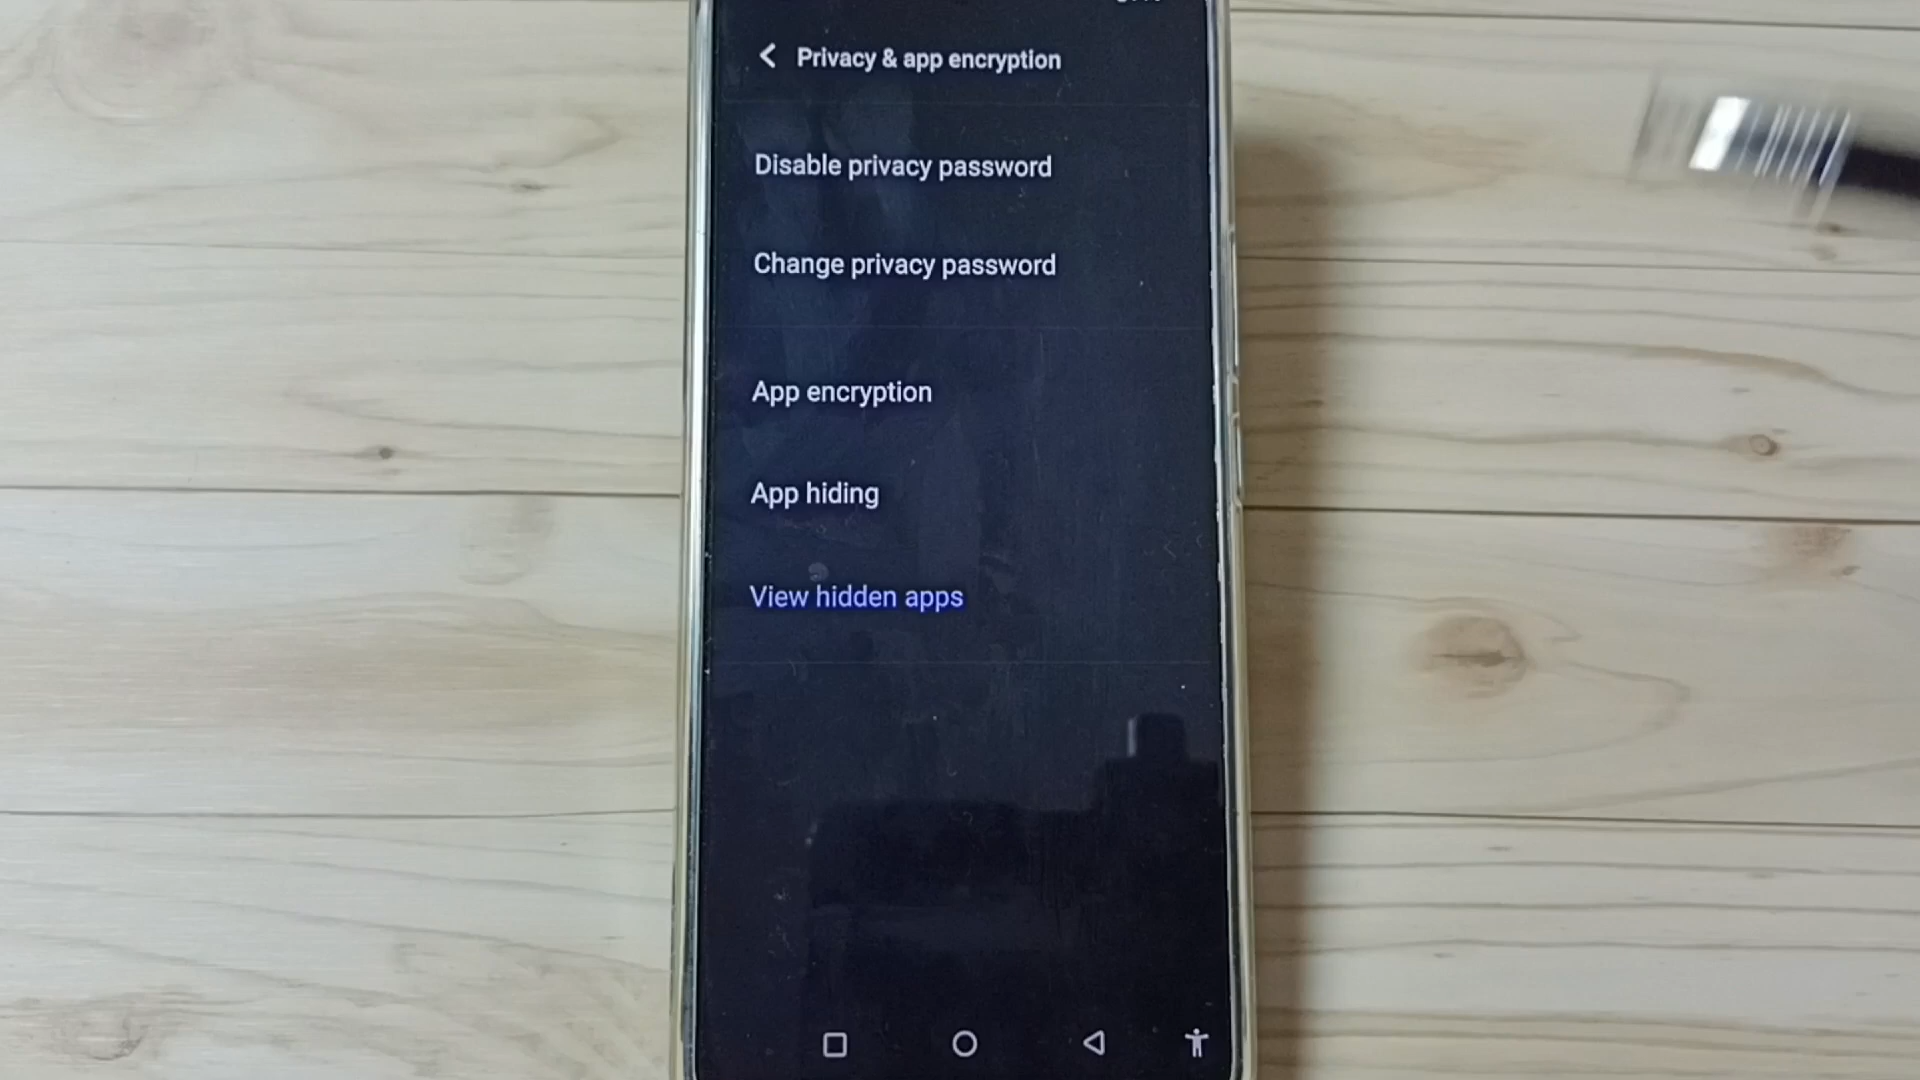 Privacy & app encryption
Disable privacy password
Change privacy password
App encryption
App hiding
View hidden apps